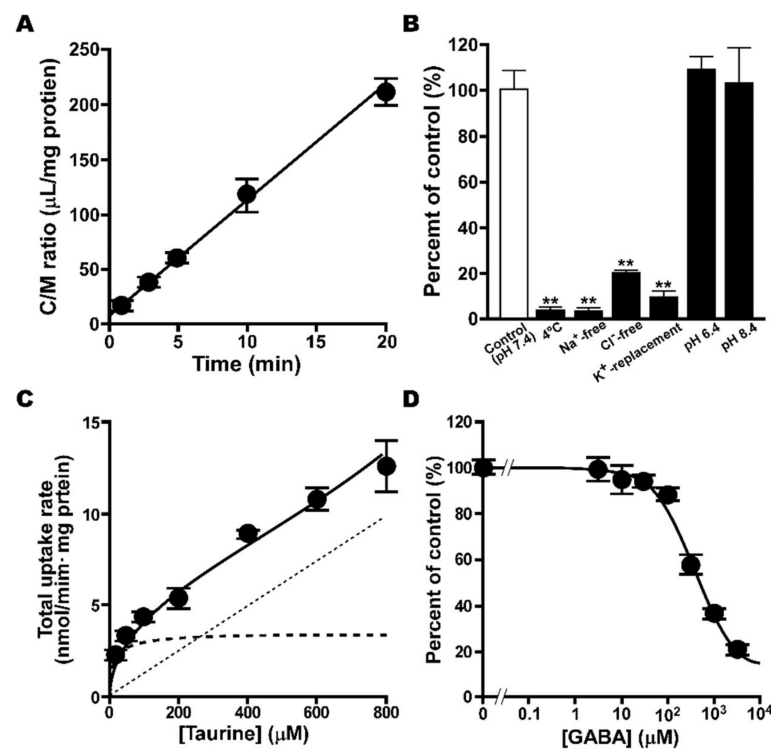 A
C/M ratio (μL/mg protien)
250
200
150
100
50
0
0
5
10
15
20
Time (min)
B
Percemt of control (%)
120
100
80
60
40
20
0
**
**
**
**
Control
(pH 7.4)
4°C
Na⁺-free
Cl⁻-free
K⁺-replacement
pH 6.4
pH 8.4
C
Total uptake rate
(nmol/mim· mg prtein)
15
10
5
0
0
200
400
600
800
[Taurine] (μM)
D
Percent of control (%)
120
100
80
60
40
20
0
0
0.1
1
10
10²
10³
10⁴
[GABA] (μM)